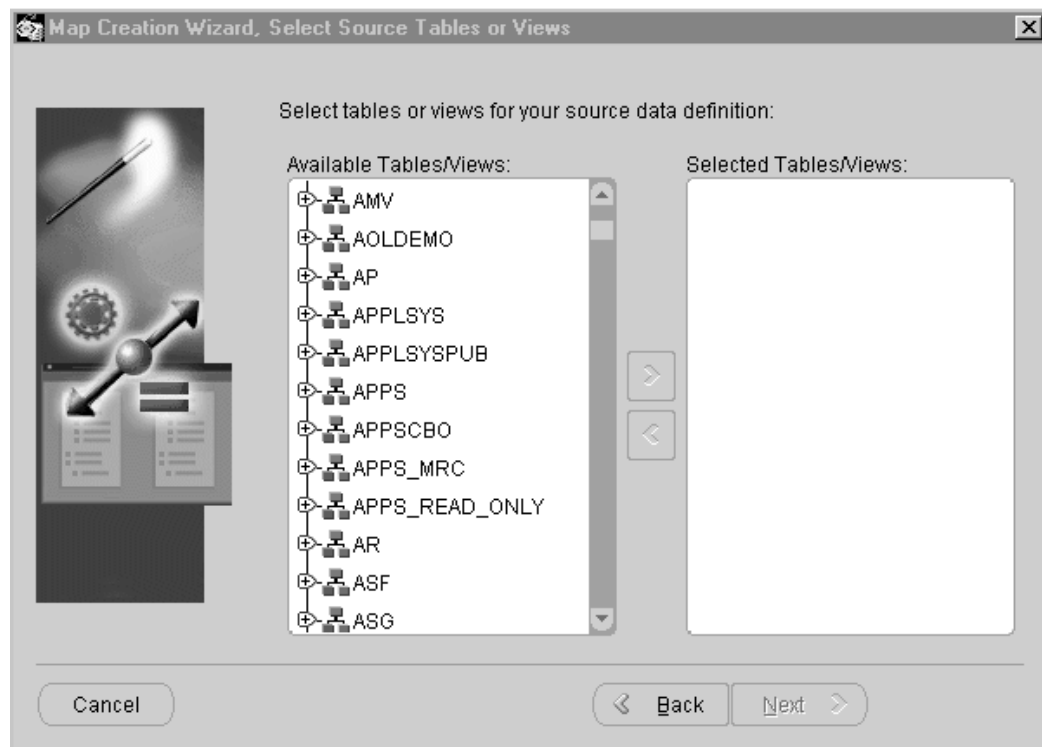 Map Creation Wizard, Select Source Tables or Views
Select tables or views for your source data definition:
Available Tables/Views:
Selected Tables/Views:
AMV
AOLDEMO
AP
APPLSYS
APPLSYSPUB
APPS
APPSCBO
APPS_MRC
APPS_READ_ONLY
AR
ASF
ASG
Cancel
Back
Next